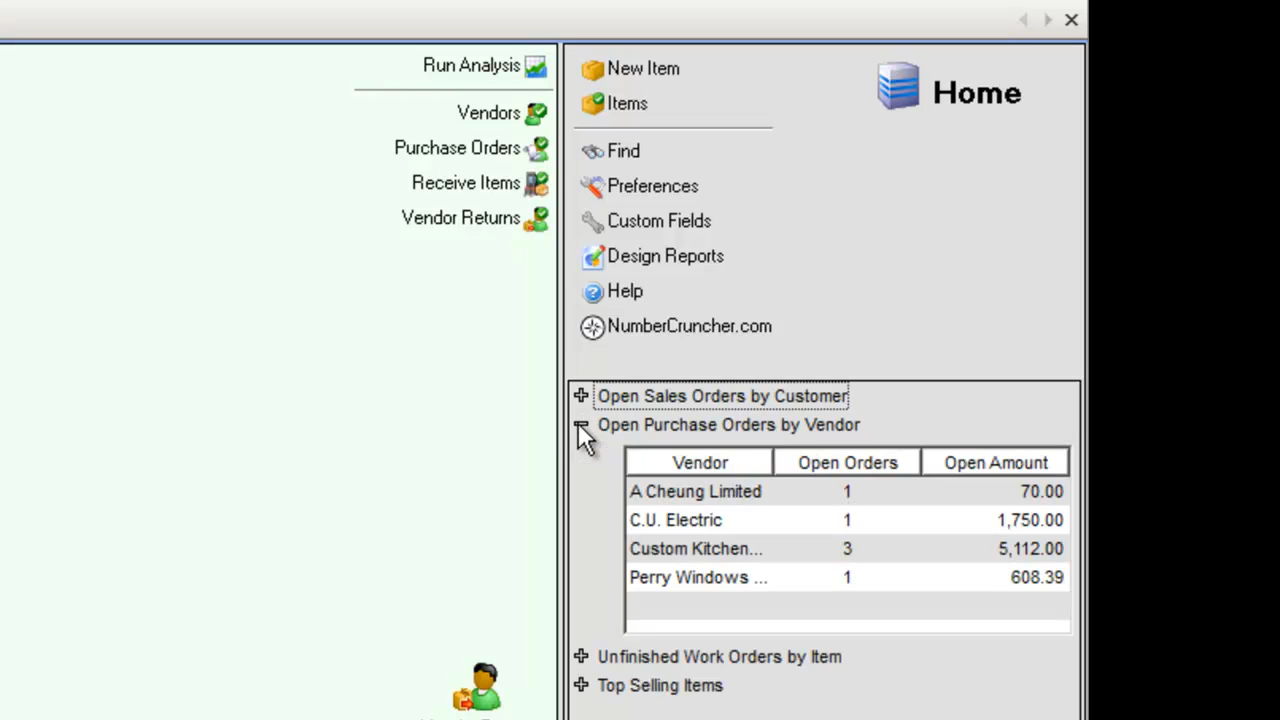 Run Analysis
Vendors
Purchase Orders
Receive Items
Vendor Returns
New Item
Items
Home
Find
Preferences
Custom Fields
Design Reports
Help
NumberCruncher.com
Open Sales Orders by Customer
Open Purchase Orders by Vendor
Vendor Open Orders Open Amount
A Cheung Limited 1 70.00
C.U. Electric 1 1,750.00
Custom Kitchen... 3 5,112.00
Perry Windows ... 1 608.39
Unfinished Work Orders by Item
Top Selling Items